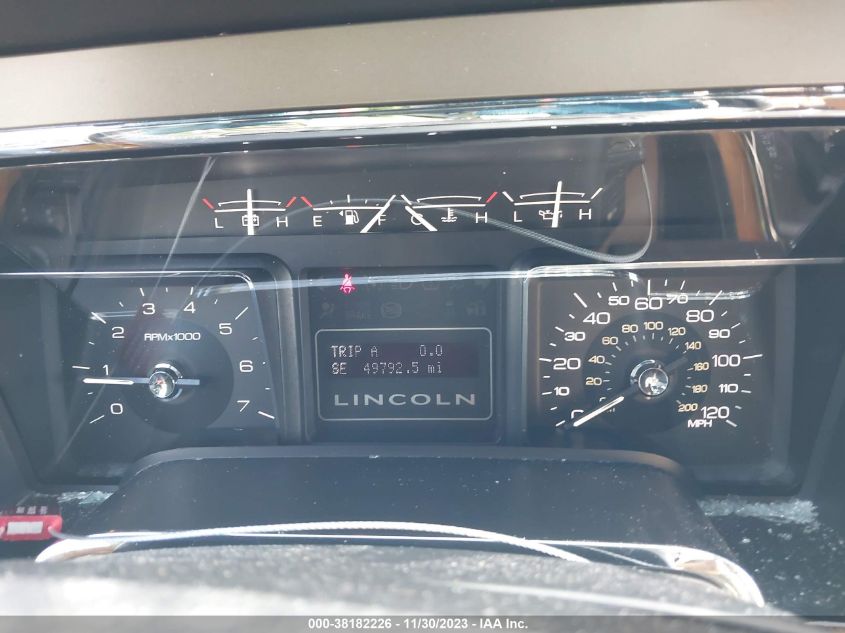 L H E F C H L H
0 1 2 3 4 5 6 7
RPMx1000
TRIP A 0.0
SE 49792.5 mi
LINCOLN
0 20 30 40 50 60 70 80 90 100 110 120
MPH
20 40 60 80 100 120 140 160 180 200
000-38182226 - 11/30/2023 - IAA Inc.